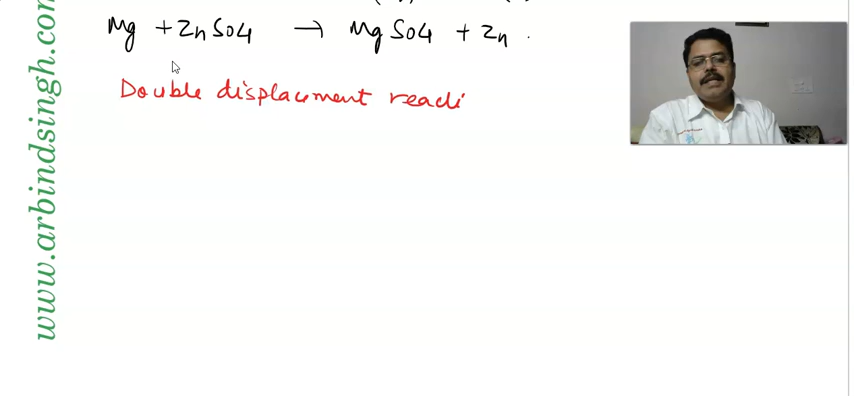 Mg + ZnSO4 → MgSO4 + Zn.
Double displacement reacti
www.arbindsingh.com